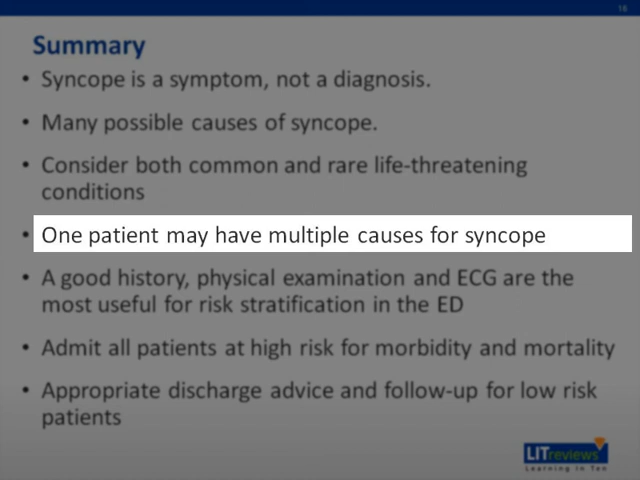 18
Summary
• Syncope is a symptom, not a diagnosis.
• Many possible causes of syncope.
• Consider both common and rare life-threatening
conditions
• One patient may have multiple causes for syncope
• A good history, physical examination and ECG are the
most useful for risk stratification in the ED
• Admit all patients at high risk for morbidity and mortality
• Appropriate discharge advice and follow-up for low risk
patients
LITreviews
Learning in Ten